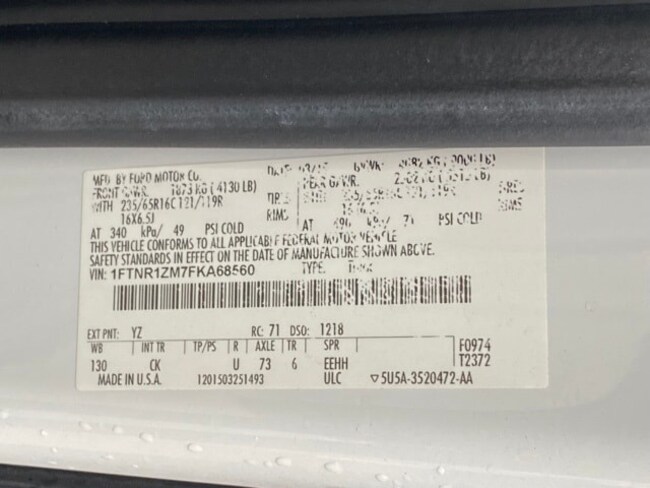 MFD. BY FORD MOTOR CO.
FRONT GAWR: 1873 KG ( 4130 LB)
WITH 235/65R16C 121/119R
16X6.5J
RIMS
AT 340 kPa/ 49 PSI COLD
AT kPa/ 71 PSI COLD
THIS VEHICLE CONFORMS TO ALL APPLICABLE FEDERAL MOTOR VEHICLE
SAFETY STANDARDS IN EFFECT ON THE DATE OF MANUFACTURE SHOWN ABOVE.
VIN: 1FTNR1ZM7FKA68560 TYPE:
EXT PNT: YZ RC: 71 DSO: 1218
WB INT TR TP/PS R AXLE TR SPR F0974
130 CK U 73 6 EEHH T2372
MADE IN U.S.A. 1201503251493 ULC ▽5U5A-3520472-AA